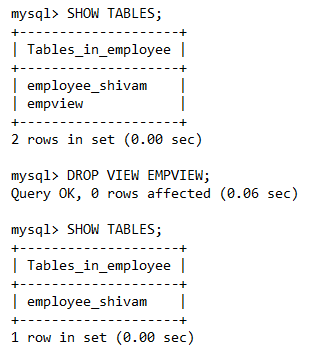 mysql> SHOW TABLES;
+--------------------+
| Tables_in_employee |
+--------------------+
| employee_shivam    |
| empview            |
+--------------------+
2 rows in set (0.00 sec)

mysql> DROP VIEW EMPVIEW;
Query OK, 0 rows affected (0.06 sec)

mysql> SHOW TABLES;
+--------------------+
| Tables_in_employee |
+--------------------+
| employee_shivam    |
+--------------------+
1 row in set (0.00 sec)